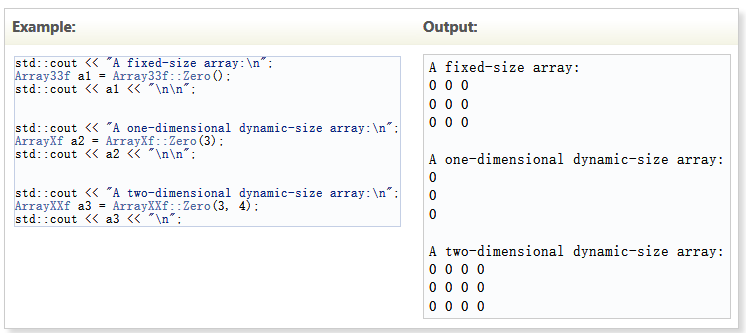 Example:
std::cout << "A fixed-size array:\n";
Array33f a1 = Array33f::Zero();
std::cout << a1 << "\n\n";
std::cout << "A one-dimensional dynamic-size array:\n";
ArrayXf a2 = ArrayXf::Zero(3);
std::cout << a2 << "\n\n";
std::cout << "A two-dimensional dynamic-size array:\n";
ArrayXXf a3 = ArrayXXf::Zero(3, 4);
std::cout << a3 << "\n";
Output:
A fixed-size array:
0 0 0
0 0 0
0 0 0
A one-dimensional dynamic-size array:
0
0
0
A two-dimensional dynamic-size array:
0 0 0 0
0 0 0 0
0 0 0 0